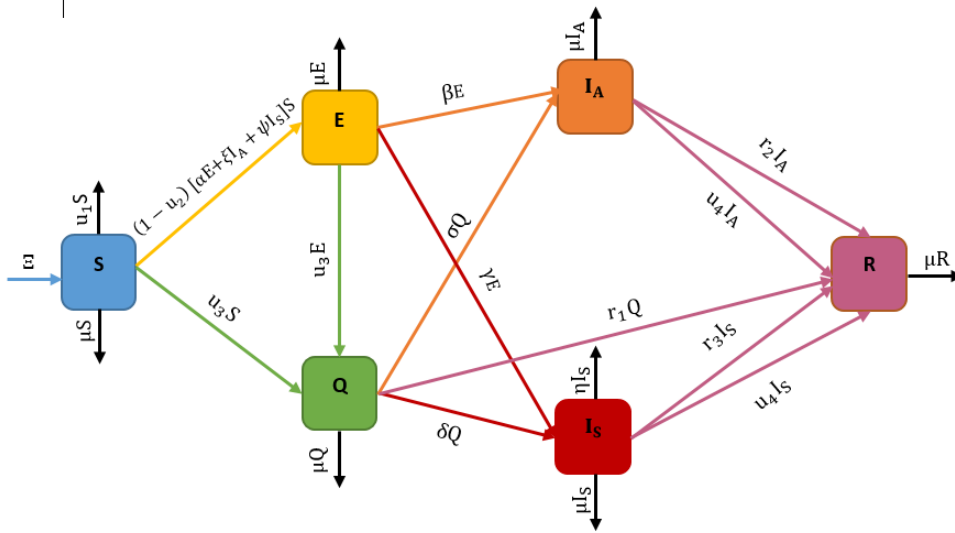 μI_A
I_A
μE
βE
E
r₂I_A
u₄I_A
(1 − u₂) [αE+ξI_A + ψI_S]S
u₁S
σQ
Ξ
S
u₃E
γE
R
μR
μS
u₃S
r₁Q
r₃I_S
Q
ηI_S
u₄I_S
δQ
I_S
μQ
μI_S